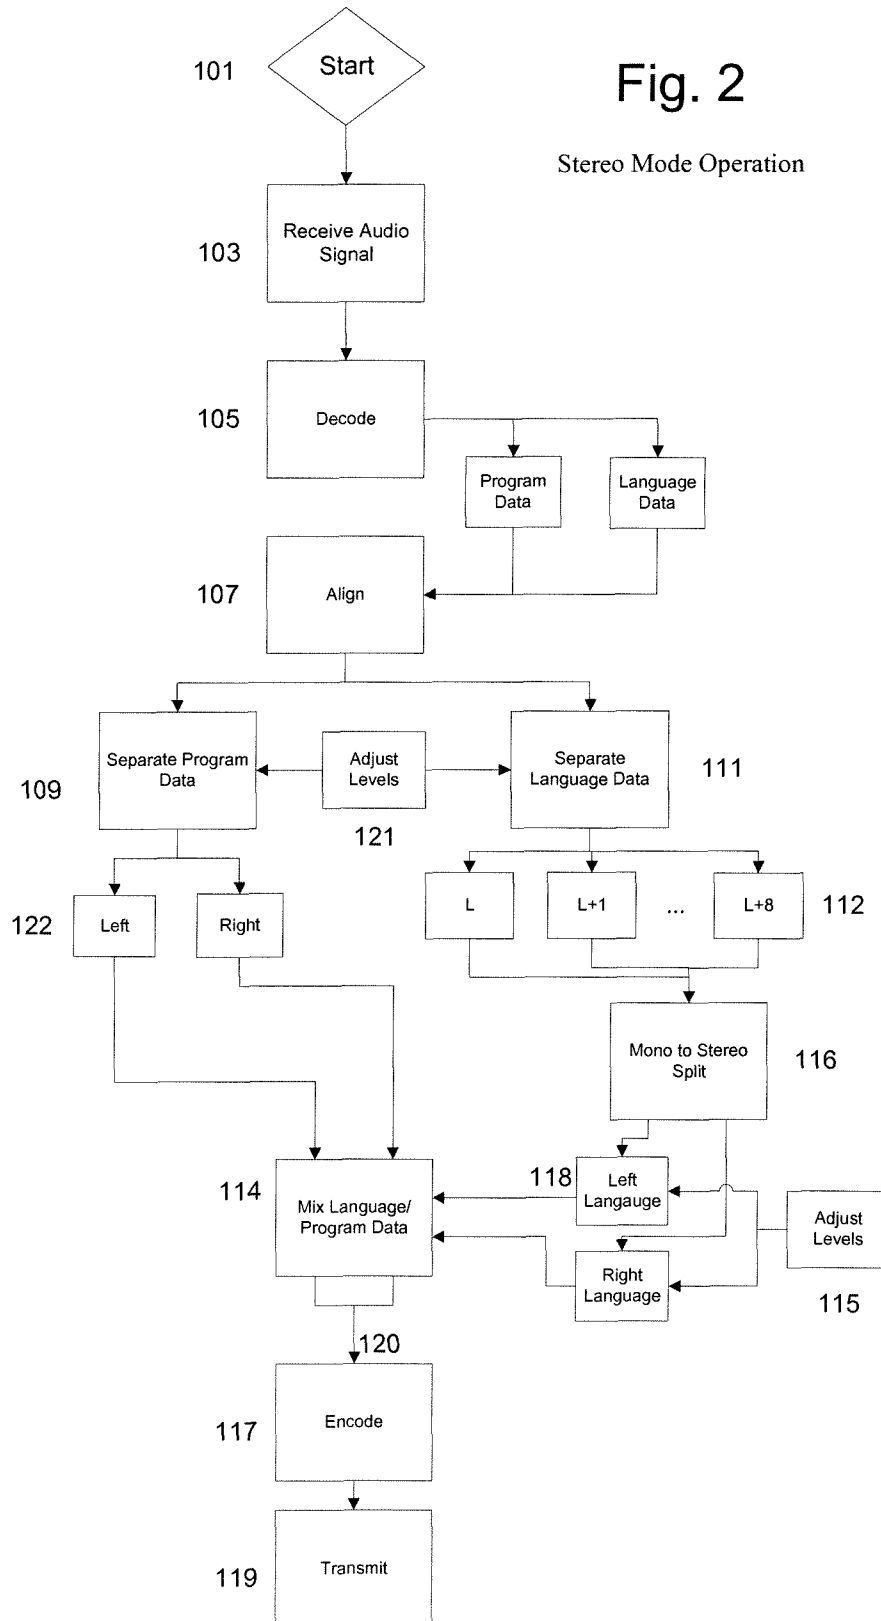 101
Start
Fig. 2
Stereo Mode Operation
103
Receive Audio
Signal
105
Decode
Program
Data
Language
Data
107
Align
109
Separate Program
Data
Adjust
Levels
121
Separate
Language Data
111
122
Left
Right
L
L+1
...
L+8
112
Mono to Stereo
Split
116
114
Mix Language/
Program Data
118
Left
Langauge
Right
Language
Adjust
Levels
115
120
117
Encode
119
Transmit